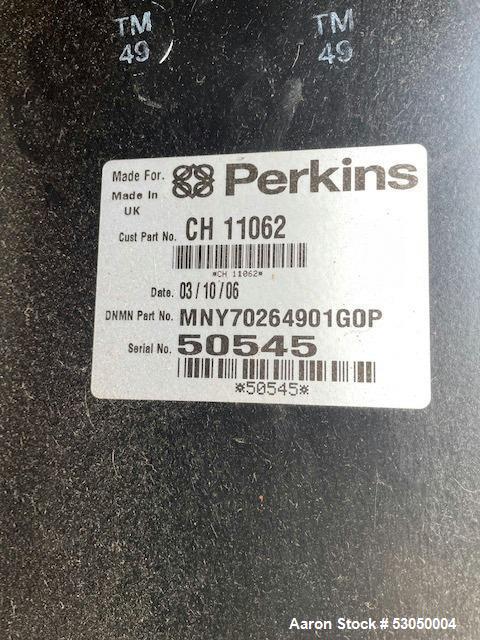 TM TM
49 49
Made For. Perkins
Made In
UK
Cust Part No. CH 11062
*CH 11062*
Date. 03/10/06
DNMN Part No. MNY70264901G0P
Serial No. 50545
*50545*
Aaron Stock # 53050004